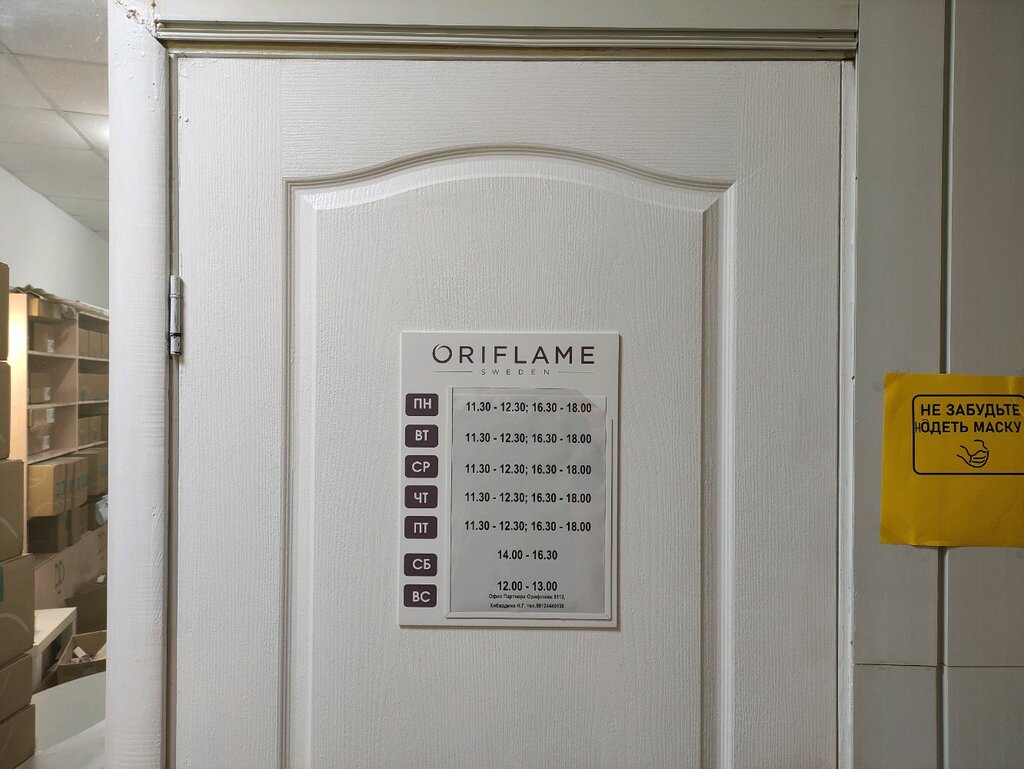 ORIFLAME
SWEDEN
ПН 11.30 - 12.30; 16.30 - 18.00
ВТ 11.30 - 12.30; 16.30 - 18.00
СР 11.30 - 12.30; 16.30 - 18.00
ЧТ 11.30 - 12.30; 16.30 - 18.00
ПТ 11.30 - 12.30; 16.30 - 18.00
СБ 14.00 - 16.30
ВС 12.00 - 13.00
Офис Партнера Орифлэйм
Кибардина Н.Г. тел.
НЕ ЗАБУДЬТЕ
НАДЕТЬ МАСКУ